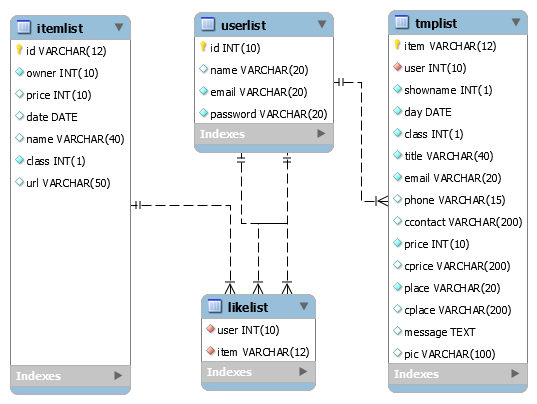 itemlist
id VARCHAR(12)
owner INT(10)
price INT(10)
date DATE
name VARCHAR(40)
class INT(1)
url VARCHAR(50)
Indexes
userlist
id INT(10)
name VARCHAR(20)
email VARCHAR(20)
password VARCHAR(20)
Indexes
tmplist
item VARCHAR(12)
user INT(10)
showname INT(1)
day DATE
class INT(1)
title VARCHAR(40)
email VARCHAR(20)
phone VARCHAR(15)
ccontact VARCHAR(200)
price INT(10)
cprice VARCHAR(200)
place VARCHAR(20)
cplace VARCHAR(200)
message TEXT
pic VARCHAR(100)
Indexes
likelist
user INT(10)
item VARCHAR(12)
Indexes